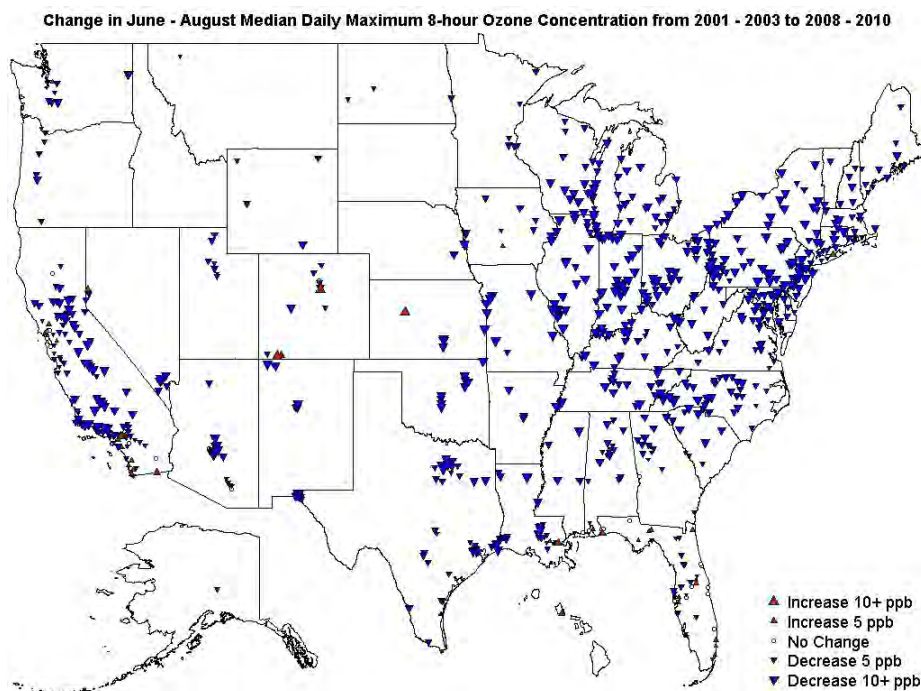 Change in June - August Median Daily Maximum 8-hour Ozone Concentration from 2001 - 2003 to 2008 - 2010
Increase 10+ ppb
Increase 5 ppb
No Change
Decrease 5 ppb
Decrease 10+ ppb